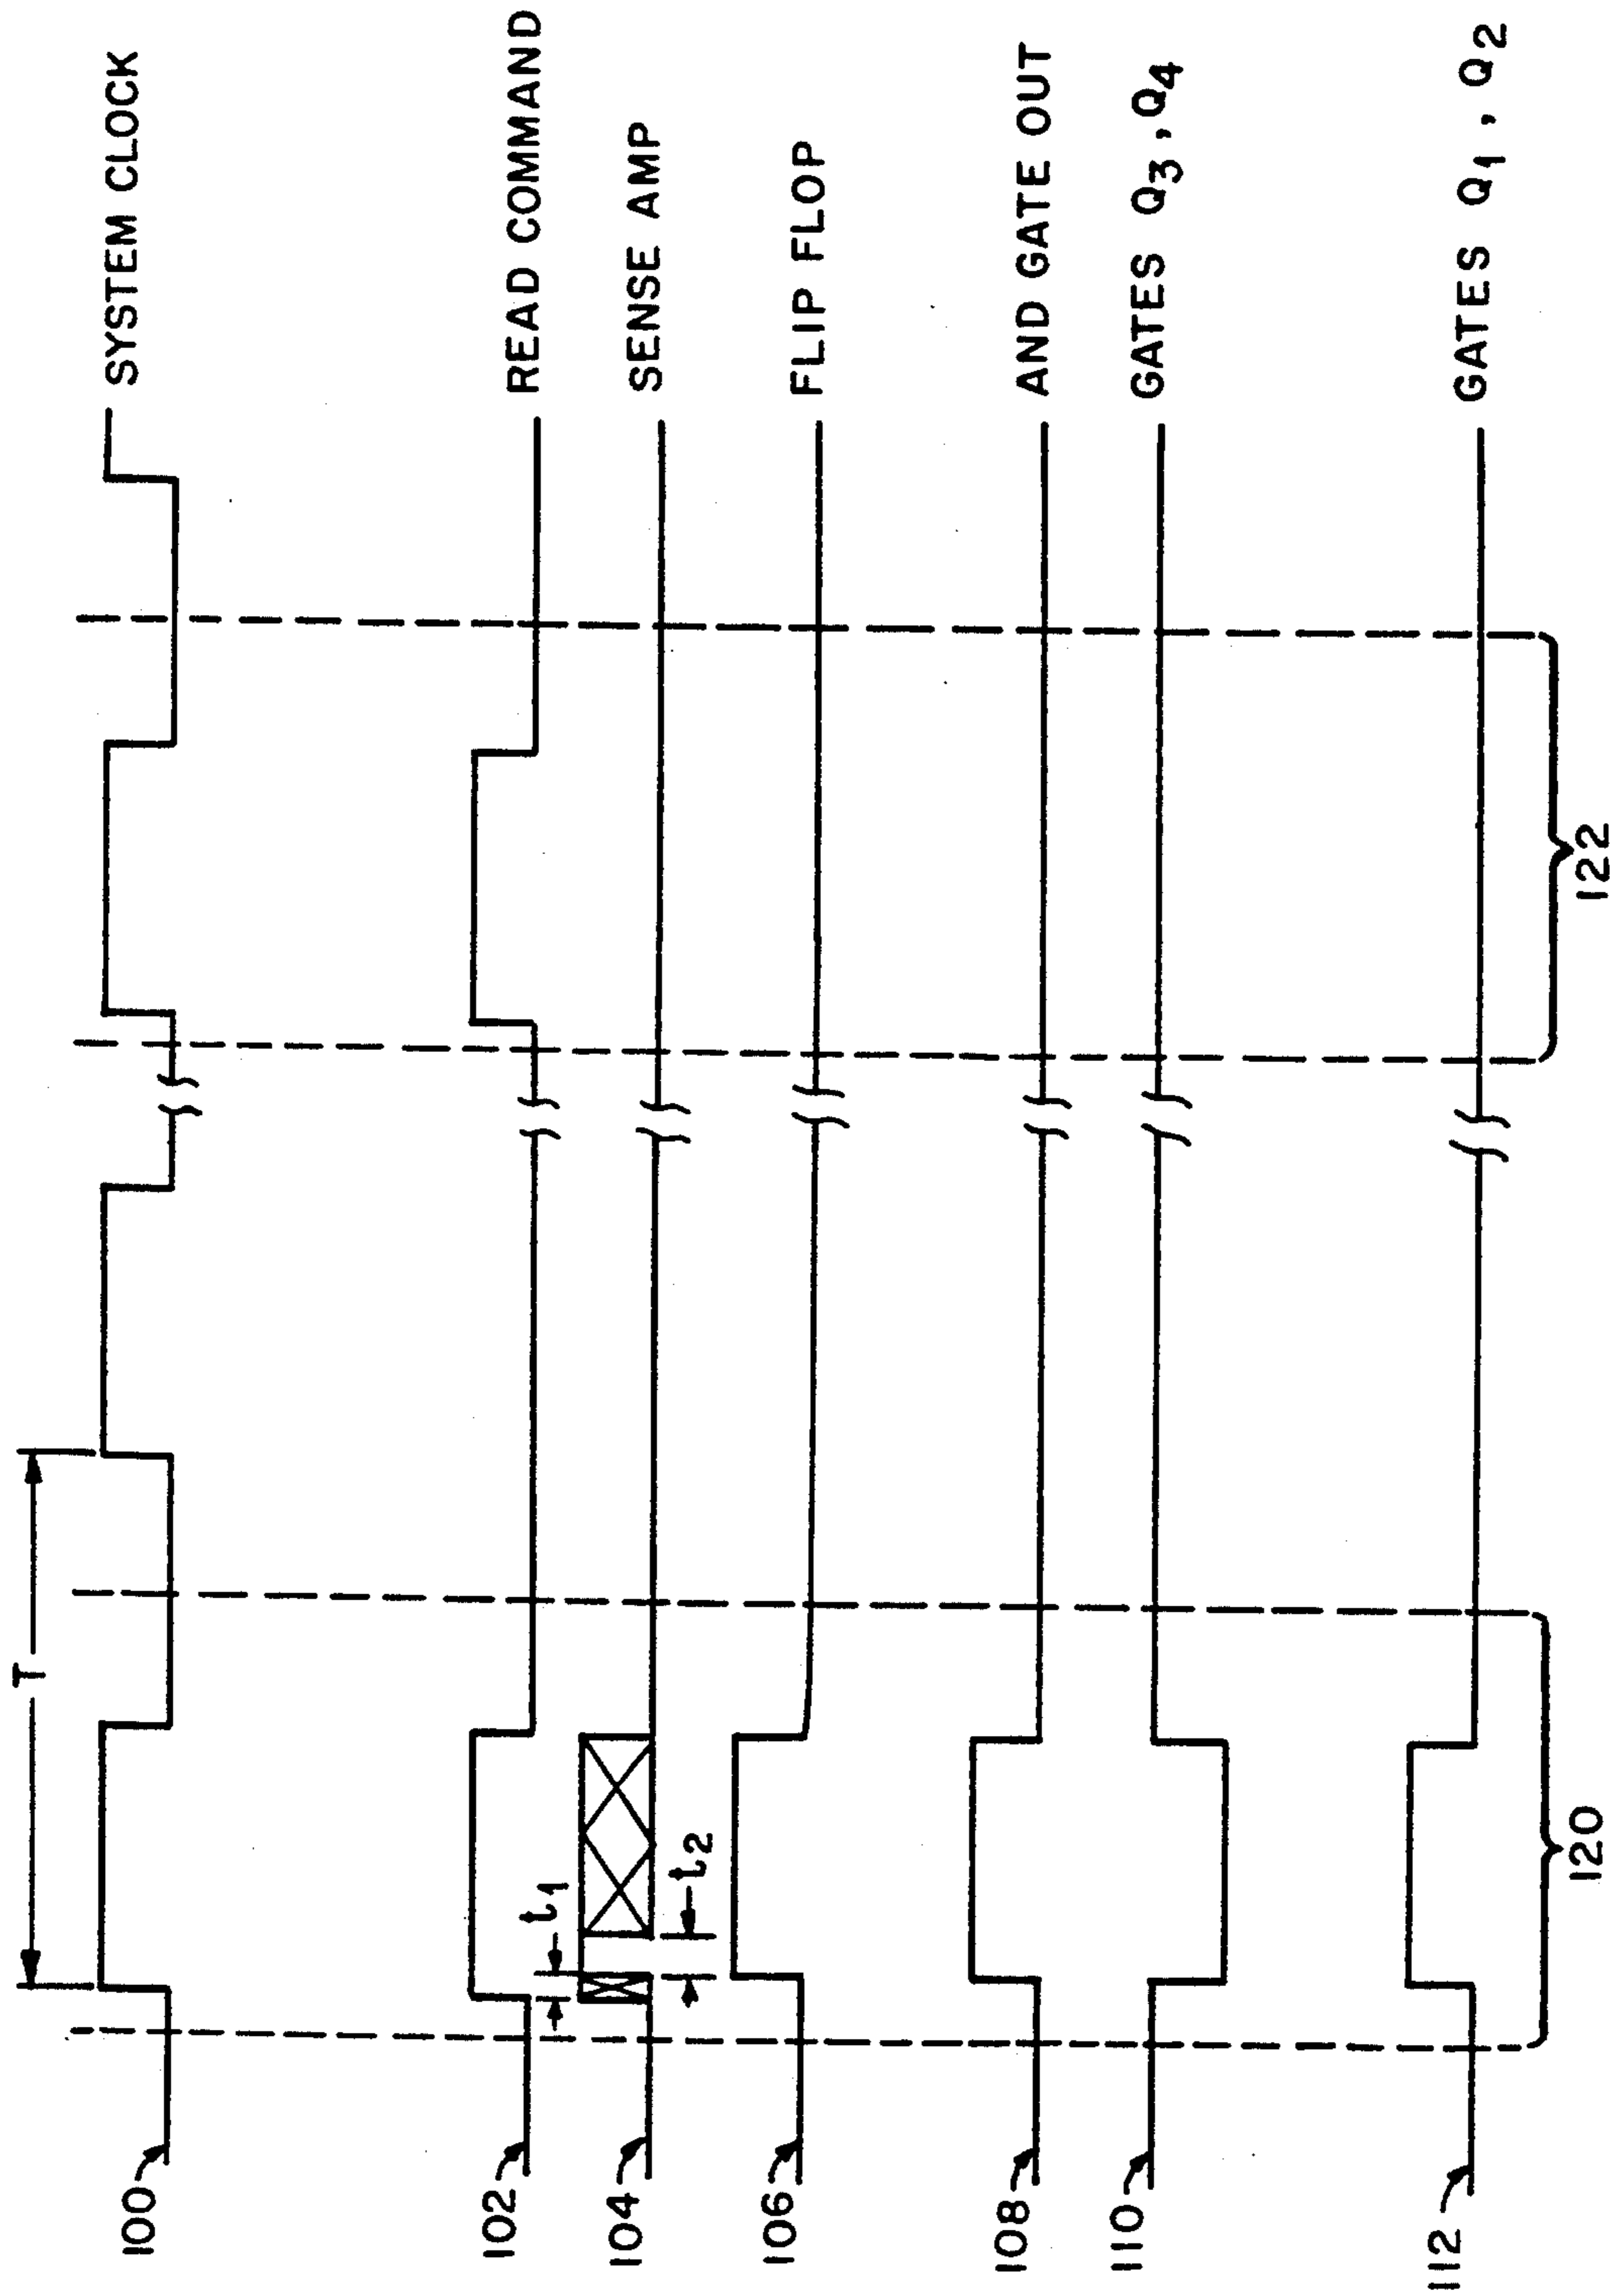 T
100
SYSTEM CLOCK
102
READ COMMAND
t1
104
SENSE AMP
t2
106
FLIP FLOP
108
AND GATE OUT
110
GATES Q3, Q4
112
GATES Q1, Q2
120
122